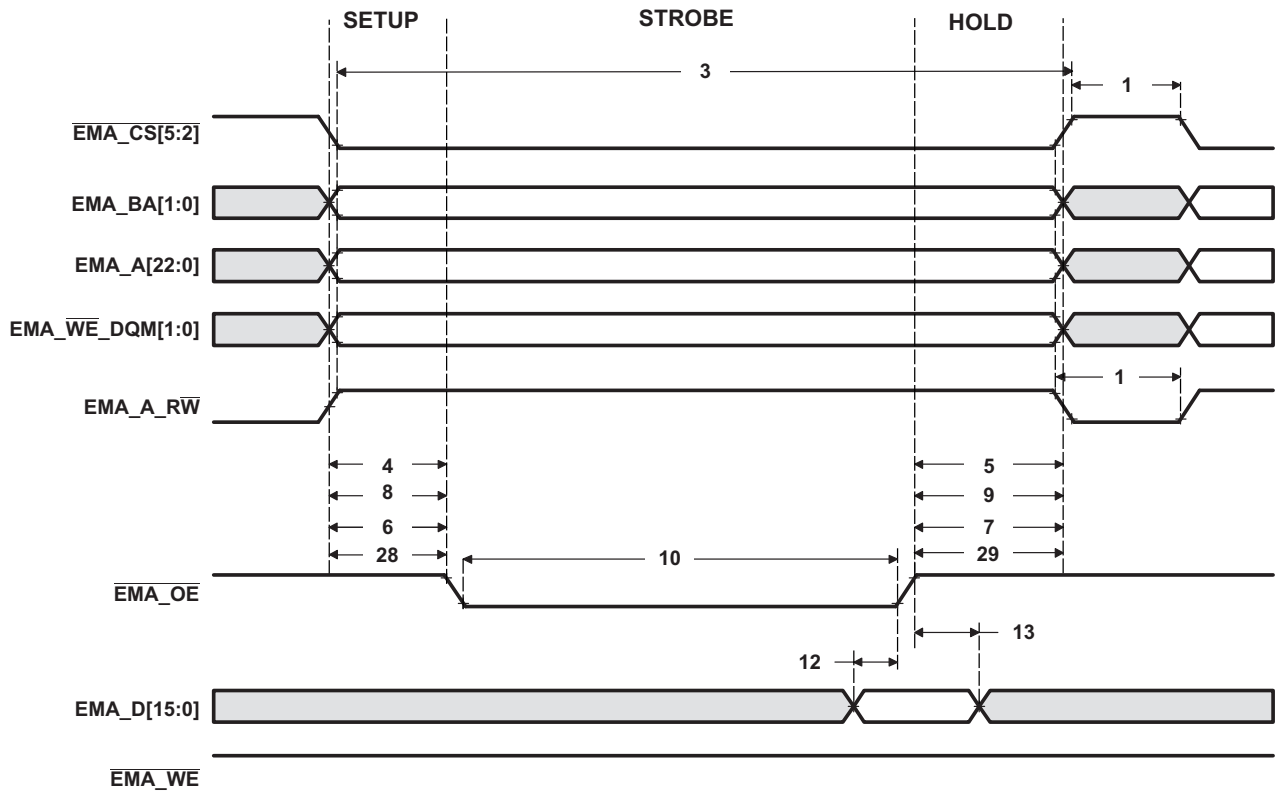 SETUP STROBE HOLD
3
1
EMA_CS[5:2]
EMA_BA[1:0]
EMA_A[22:0]
EMA_WE_DQM[1:0]
1
EMA_A_RW
4 5
8 9
6 7
28 10 29
EMA_OE
13
12
EMA_D[15:0]
EMA_WE